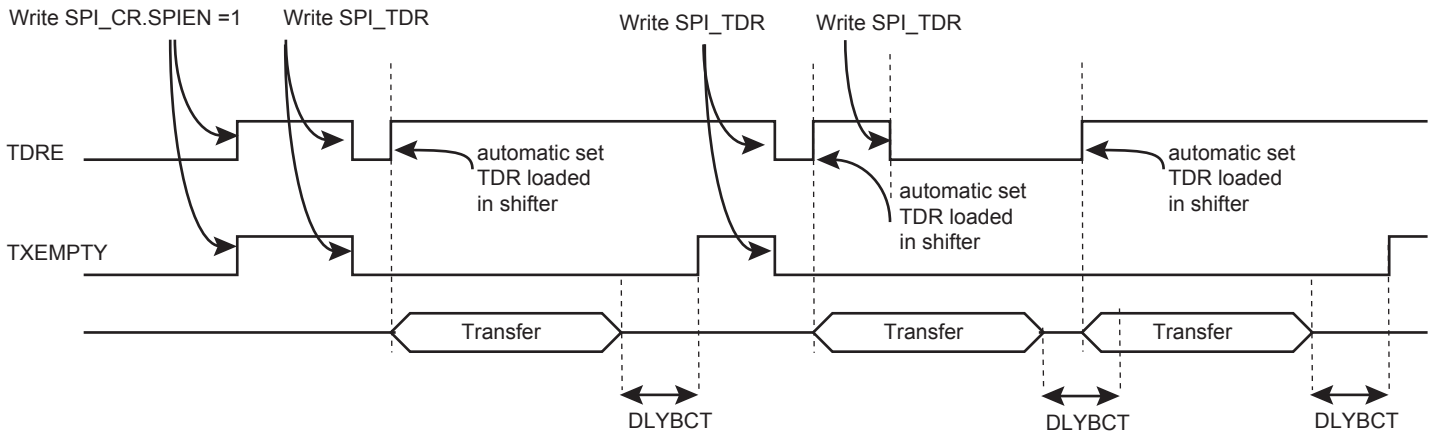 Write SPI_CR.SPIEN =1
Write SPI_TDR
Write SPI_TDR
Write SPI_TDR
TDRE
automatic set
TDR loaded
in shifter
automatic set
TDR loaded
in shifter
automatic set
TDR loaded
in shifter
TXEMPTY
Transfer
Transfer
Transfer
DLYBCT
DLYBCT
DLYBCT